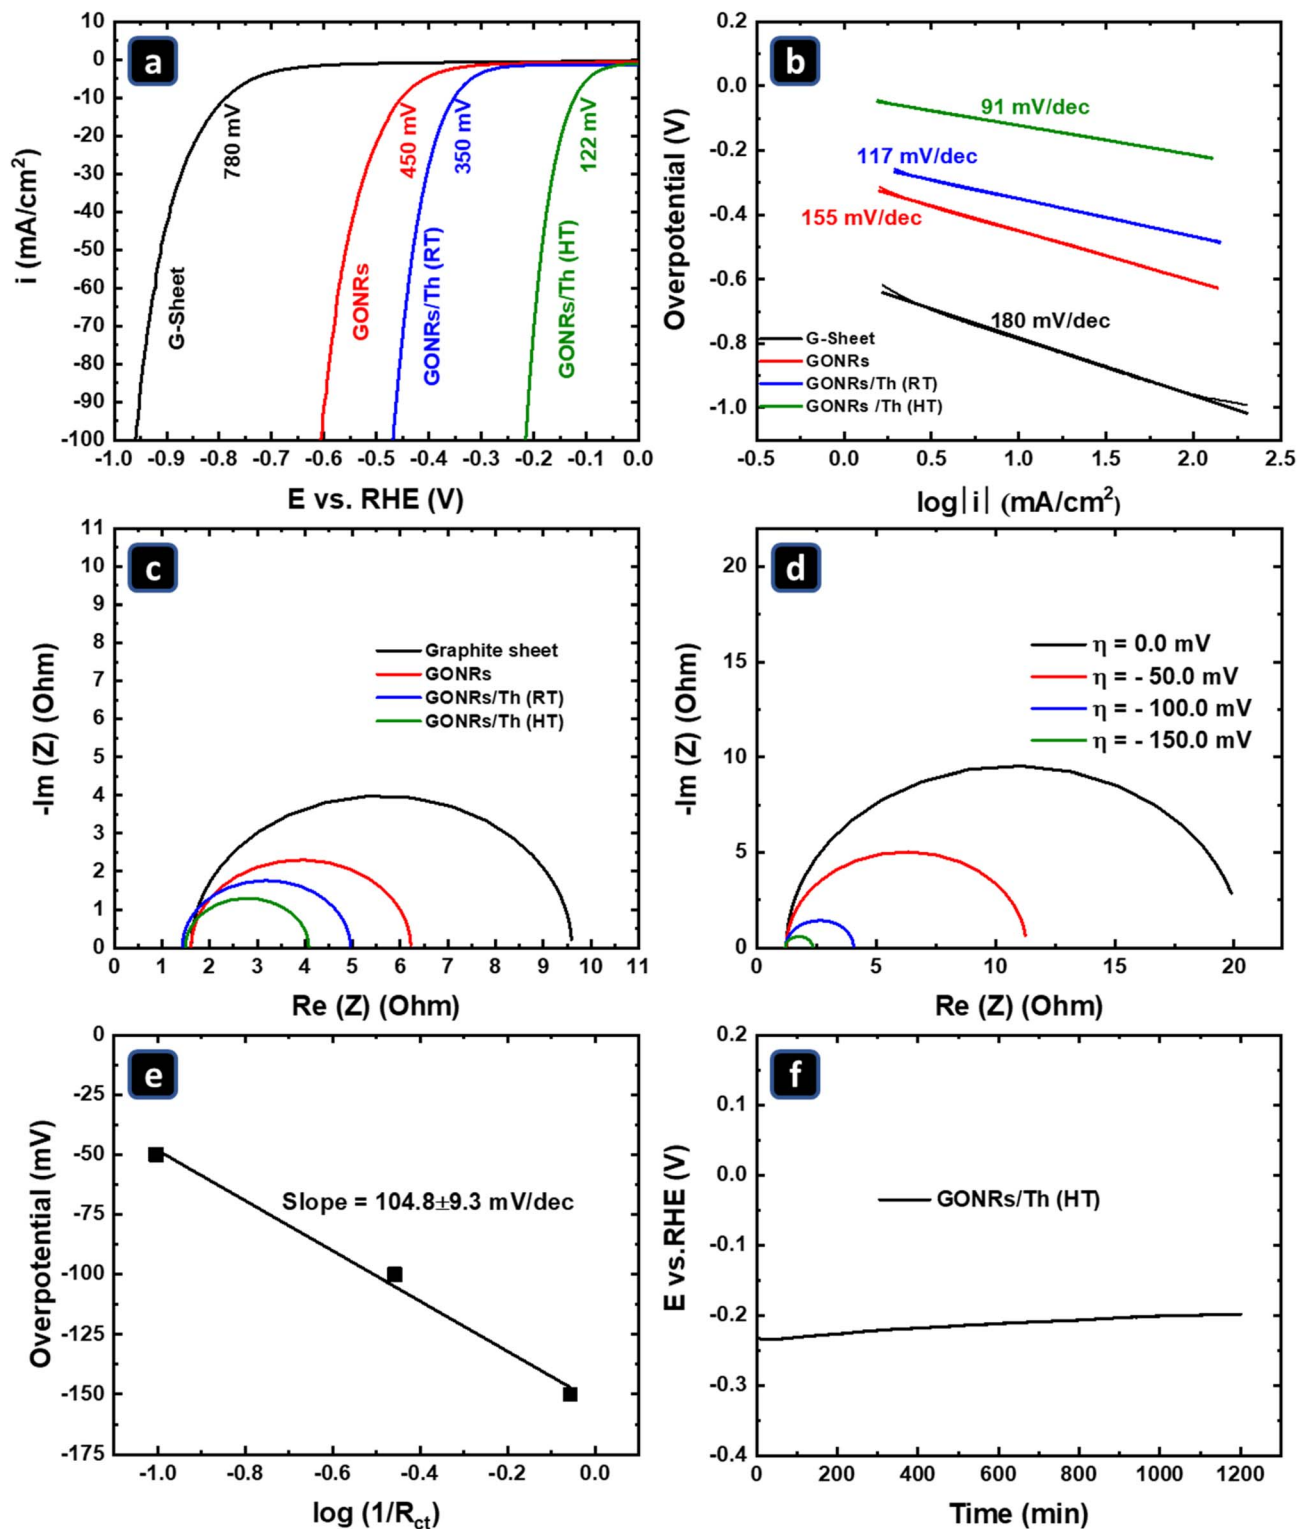 a
10
0
-10
-20
-30
-40
-50
-60
-70
-80
-90
-100
i (mA/cm²)
780 mV
450 mV
350 mV
122 mV
G-Sheet
GONRs
GONRs/Th (RT)
GONRs/Th (HT)
-1.0 -0.9 -0.8 -0.7 -0.6 -0.5 -0.4 -0.3 -0.2 -0.1 0.0
E vs. RHE (V)
b
0.2
0.0
-0.2
-0.4
-0.6
-0.8
-1.0
Overpotential (V)
91 mV/dec
117 mV/dec
155 mV/dec
180 mV/dec
G-Sheet
GONRs
GONRs/Th (RT)
GONRs /Th (HT)
-0.5 0.0 0.5 1.0 1.5 2.0 2.5
log|i| (mA/cm²)
c
11
10
9
8
7
6
5
4
3
2
1
0
-Im (Z) (Ohm)
Graphite sheet
GONRs
GONRs/Th (RT)
GONRs/Th (HT)
0 1 2 3 4 5 6 7 8 9 10 11
Re (Z) (Ohm)
d
20
15
10
5
0
-Im (Z) (Ohm)
η = 0.0 mV
η = - 50.0 mV
η = - 100.0 mV
η = - 150.0 mV
0 5 10 15 20
Re (Z) (Ohm)
e
0
-25
-50
-75
-100
-125
-150
-175
Overpotential (mV)
Slope = 104.8±9.3 mV/dec
-1.0 -0.8 -0.6 -0.4 -0.2 0.0
log (1/R_ct)
f
0.2
0.1
0.0
-0.1
-0.2
-0.3
-0.4
E vs.RHE (V)
GONRs/Th (HT)
0 200 400 600 800 1000 1200
Time (min)